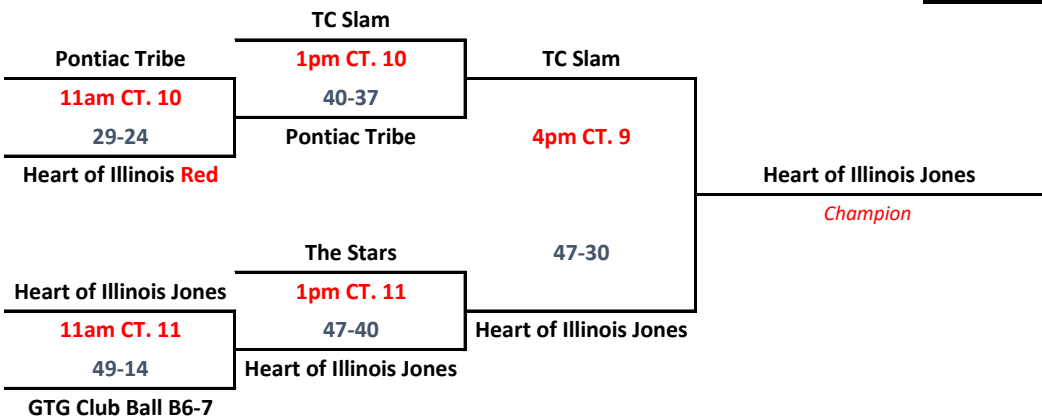 TC Slam
Pontiac Tribe
1pm CT. 10
TC Slam
11am CT. 10
40-37
29-24
Pontiac Tribe
4pm CT. 9
Heart of Illinois Red
Heart of Illinois Jones
Champion
The Stars
47-30
Heart of Illinois Jones
1pm CT. 11
11am CT. 11
47-40
Heart of Illinois Jones
49-14
Heart of Illinois Jones
GTG Club Ball B6-7